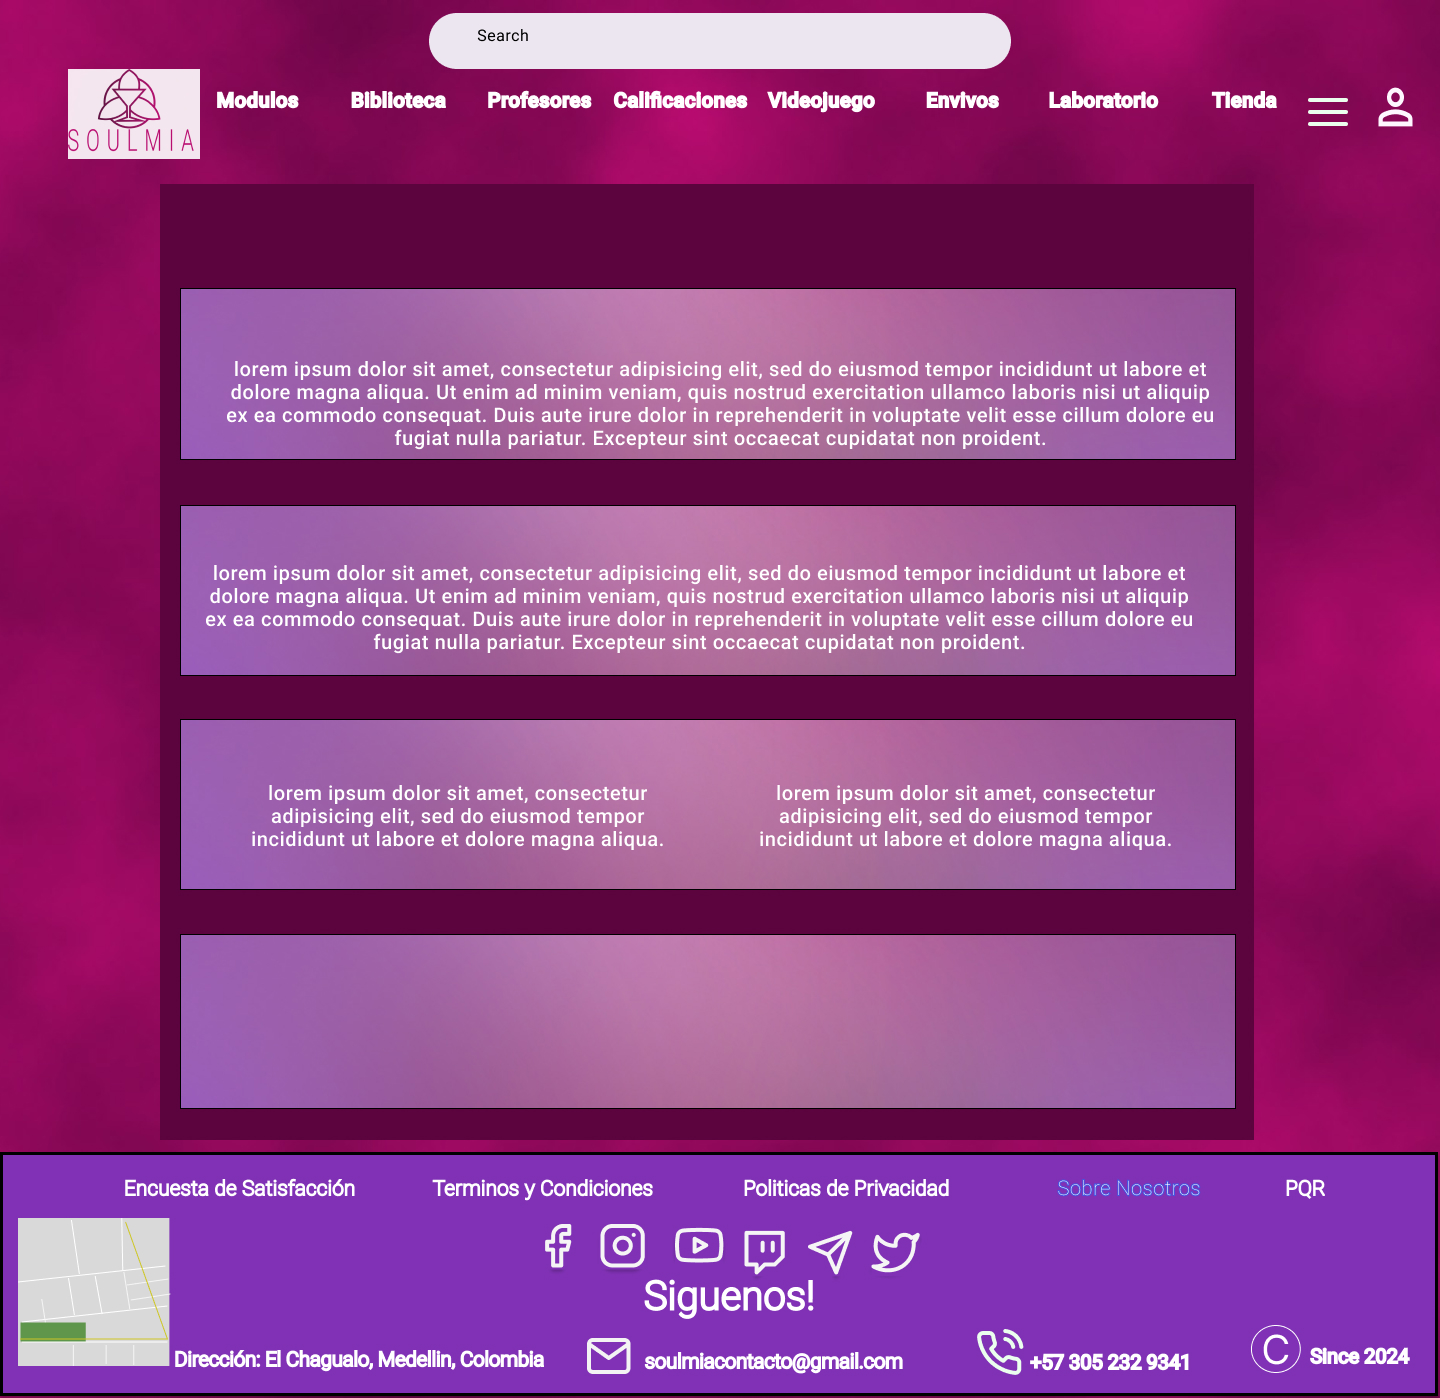 Search
SOULMIA
Modulos Biblioteca Profesores Calificaciones Videojuego Envivos Laboratorio Tienda
lorem ipsum dolor sit amet, consectetur adipisicing elit, sed do eiusmod tempor incididunt ut labore et
dolore magna aliqua. Ut enim ad minim veniam, quis nostrud exercitation ullamco laboris nisi ut aliquip
ex ea commodo consequat. Duis aute irure dolor in reprehenderit in voluptate velit esse cillum dolore eu
fugiat nulla pariatur. Excepteur sint occaecat cupidatat non proident.
lorem ipsum dolor sit amet, consectetur adipisicing elit, sed do eiusmod tempor incididunt ut labore et
dolore magna aliqua. Ut enim ad minim veniam, quis nostrud exercitation ullamco laboris nisi ut aliquip
ex ea commodo consequat. Duis aute irure dolor in reprehenderit in voluptate velit esse cillum dolore eu
fugiat nulla pariatur. Excepteur sint occaecat cupidatat non proident.
lorem ipsum dolor sit amet, consectetur
adipisicing elit, sed do eiusmod tempor
incididunt ut labore et dolore magna aliqua.
lorem ipsum dolor sit amet, consectetur
adipisicing elit, sed do eiusmod tempor
incididunt ut labore et dolore magna aliqua.
Encuesta de Satisfacción Terminos y Condiciones Politicas de Privacidad Sobre Nosotros PQR
Siguenos!
Dirección: El Chagualo, Medellin, Colombia soulmiacontacto@gmail.com +57 305 232 9341 © Since 2024